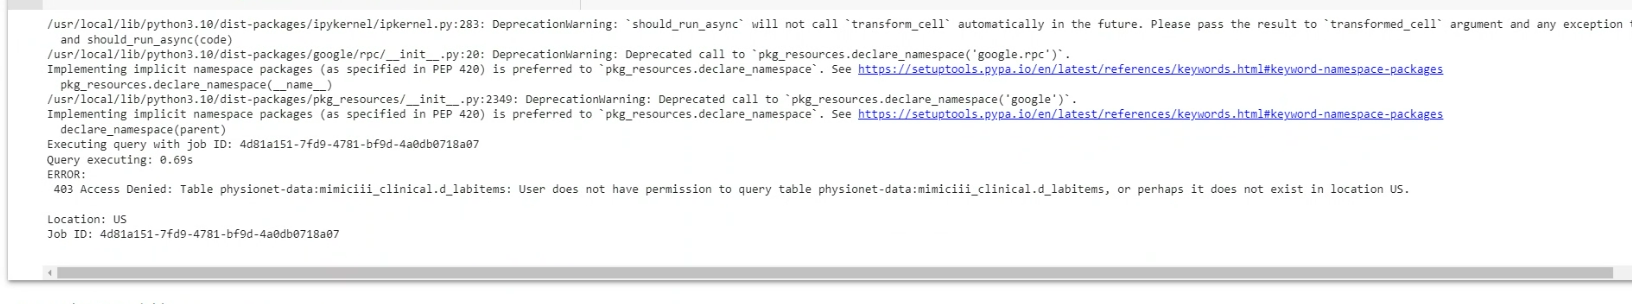 /usr/local/lib/python3.10/dist-packages/ipykernel/ipkernel.py:283: DeprecationWarning: `should_run_async` will not call `transform_cell` automatically in the future. Please pass the result to `transformed_cell` argument and any exception
and should_run_async(code)
/usr/local/lib/python3.10/dist-packages/google/rpc/__init__.py:20: DeprecationWarning: Deprecated call to `pkg_resources.declare_namespace('google.rpc')`.
Implementing implicit namespace packages (as specified in PEP 420) is preferred to `pkg_resources.declare_namespace`. See https://setuptools.pypa.io/en/latest/references/keywords.html#keyword-namespace-packages
pkg_resources.declare_namespace(__name__)
/usr/local/lib/python3.10/dist-packages/pkg_resources/__init__.py:2349: DeprecationWarning: Deprecated call to `pkg_resources.declare_namespace('google')`.
Implementing implicit namespace packages (as specified in PEP 420) is preferred to `pkg_resources.declare_namespace`. See https://setuptools.pypa.io/en/latest/references/keywords.html#keyword-namespace-packages
declare_namespace(parent)
Executing query with job ID: 4d81a151-7fd9-4781-bf9d-4a0db0718a07
Query executing: 0.69s
ERROR:
403 Access Denied: Table physionet-data:mimiciii_clinical.d_labitems: User does not have permission to query table physionet-data:mimiciii_clinical.d_labitems, or perhaps it does not exist in location US.
Location: US
Job ID: 4d81a151-7fd9-4781-bf9d-4a0db0718a07